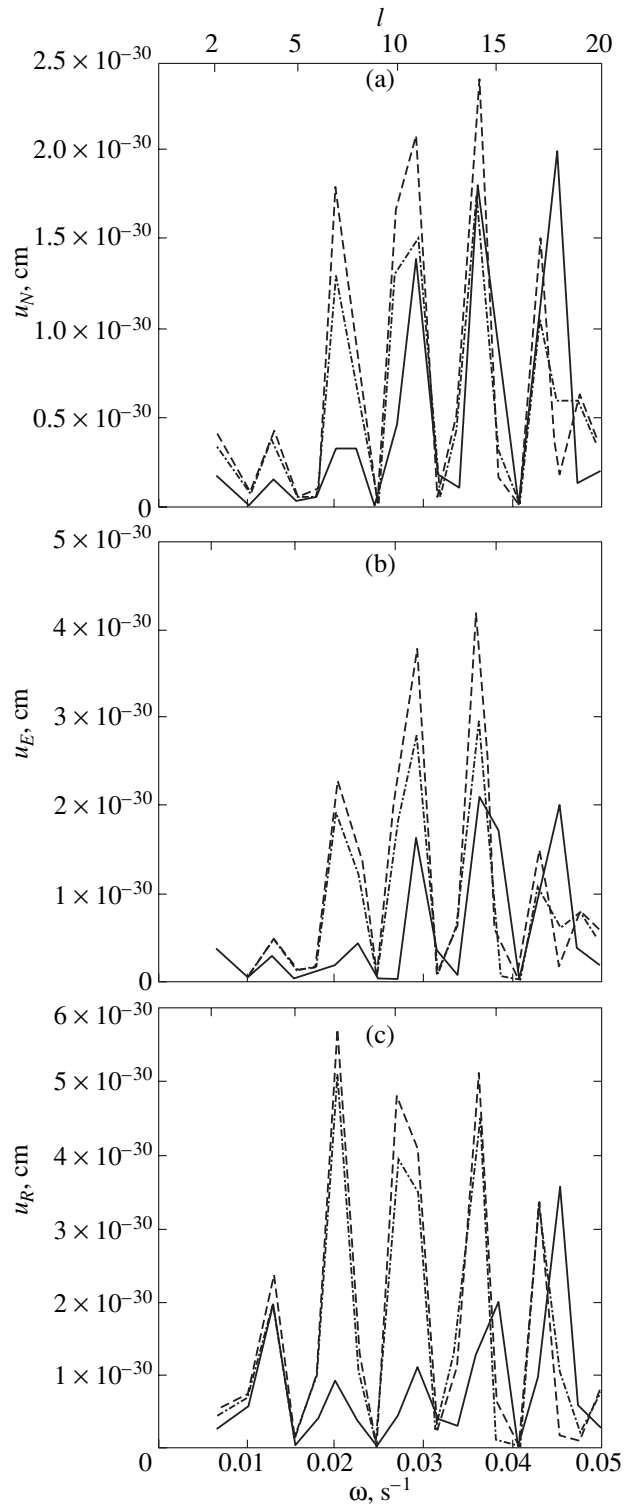 l
2 5 10 15 20
2.5 × 10⁻³⁰
(a)
2.0 × 10⁻³⁰
1.5 × 10⁻³⁰
u_N, cm
1.0 × 10⁻³⁰
0.5 × 10⁻³⁰
0
5 × 10⁻³⁰
(b)
4 × 10⁻³⁰
3 × 10⁻³⁰
u_E, cm
2 × 10⁻³⁰
1 × 10⁻³⁰
0
6 × 10⁻³⁰
(c)
5 × 10⁻³⁰
4 × 10⁻³⁰
u_R, cm
3 × 10⁻³⁰
2 × 10⁻³⁰
1 × 10⁻³⁰
0 0.01 0.02 0.03 0.04 0.05
ω, s⁻¹